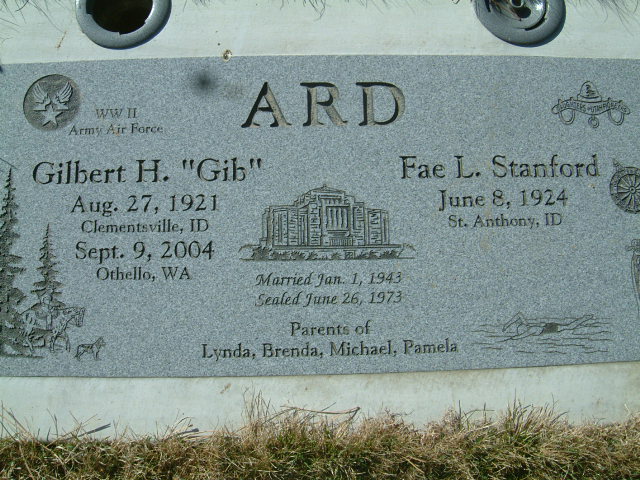 ARD
WW II
Army Air Force
Gilbert H. "Gib"
Aug. 27, 1921
Clementsville, ID
Sept. 9, 2004
Othello, WA
Fae L. Stanford
June 8, 1924
St. Anthony, ID
Married Jan. 1, 1943
Sealed June 26, 1973
Parents of
Lynda, Brenda, Michael, Pamela